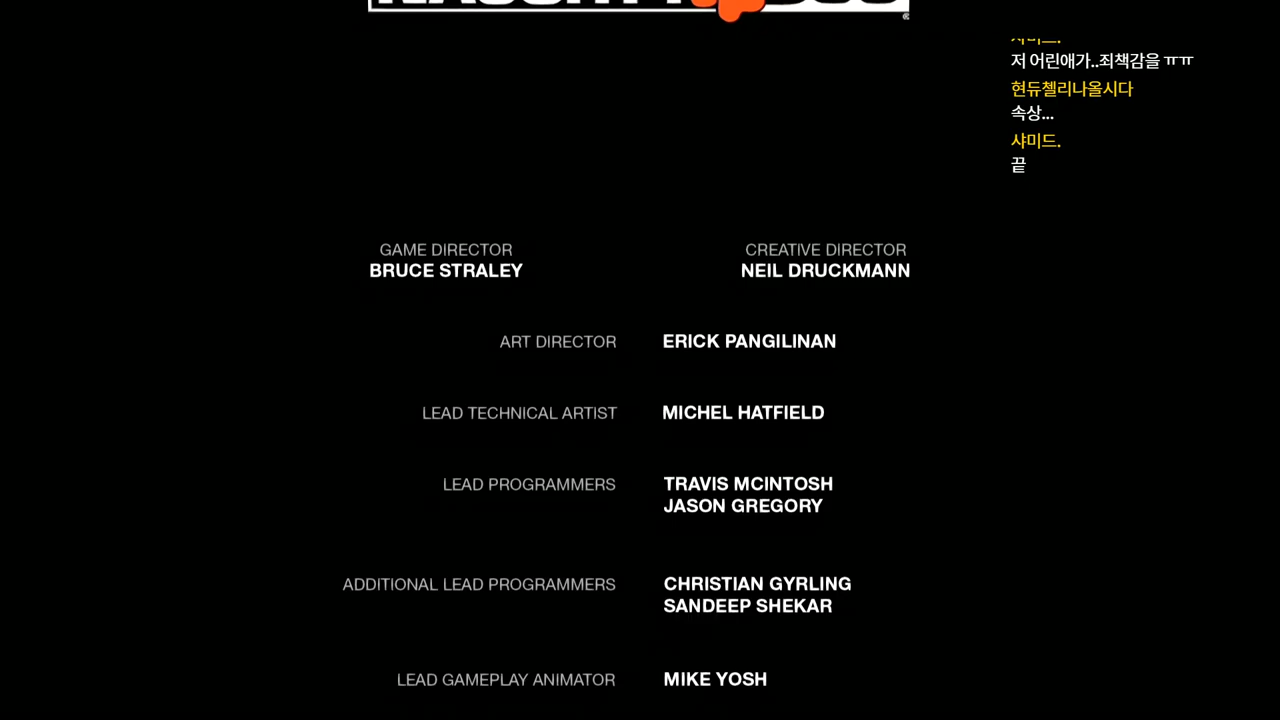 NAUGHTY DOG
®
저 어린애가..죄책감을 ㅠㅠ
현듀첼리나올시다
속상...
샤미드.
끝
GAME DIRECTOR
BRUCE STRALEY
CREATIVE DIRECTOR
NEIL DRUCKMANN
ART DIRECTOR
ERICK PANGILINAN
LEAD TECHNICAL ARTIST
MICHEL HATFIELD
LEAD PROGRAMMERS
TRAVIS MCINTOSH
JASON GREGORY
ADDITIONAL LEAD PROGRAMMERS
CHRISTIAN GYRLING
SANDEEP SHEKAR
LEAD GAMEPLAY ANIMATOR
MIKE YOSH